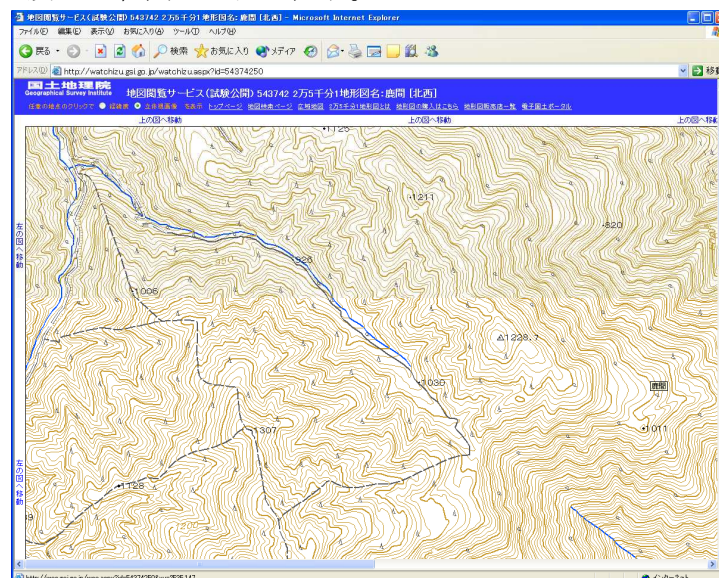 地図閲覧サービス(試験公開) 543742 2万5千分1地形図名: 鹿間 [北西] - Microsoft Internet Explorer
ファイル(F) 編集(E) 表示(V) お気に入り(A) ツール(T) ヘルプ(H)
戻る 検索 お気に入り メディア
アドレス(D) http://watchizu.gsi.go.jp/watchizu.aspx?id=54374250 移動
国土地理院 地図閲覧サービス(試験公開) 543742 2万5千分1地形図名:鹿間 [北西]
Geographical Survey Institute
任意の地点のクリックで 経緯度 立体視画像 を表示 トップページ 地図検索ページ 広域地図 2万5千分1地形図とは 地形図の購入はこちら 地形図販売店一覧 電子国土ポータル
上の図へ移動 上の図へ移動 上の図へ移動
1125
1211
820
左の図へ移動
926
1006
1228.7
1030
鹿間
1307
1011
左の図へ移動
1128
インターネット